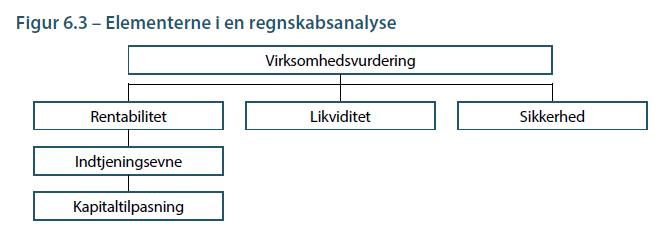 Figur 6.3 – Elementerne i en regnskabsanalyse
Virksomhedsvurdering
Rentabilitet
Likviditet
Sikkerhed
Indtjeningsevne
Kapitaltilpasning